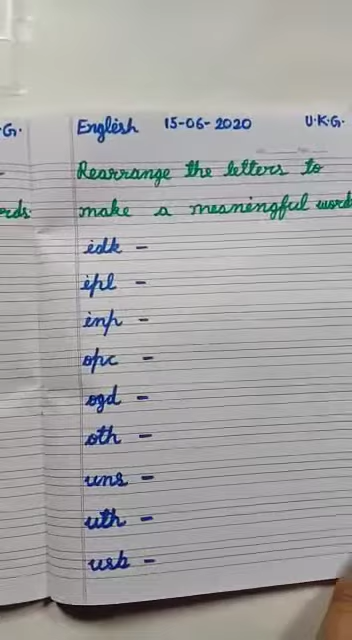 .G.
English 15-06-2020 U.K.G.
Rearrange the letters to
make a meaningful word
idk -
ipl -
inp -
opc -
ogd -
oth -
uns -
uth -
usb -